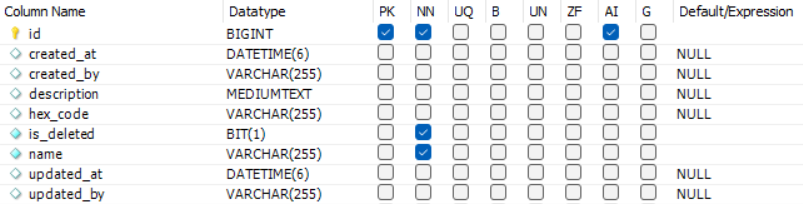 Column Name Datatype PK NN UQ B UN ZF AI G Default/Expression
id BIGINT
created_at DATETIME(6) NULL
created_by VARCHAR(255) NULL
description MEDIUMTEXT NULL
hex_code VARCHAR(255) NULL
is_deleted BIT(1)
name VARCHAR(255)
updated_at DATETIME(6) NULL
updated_by VARCHAR(255) NULL